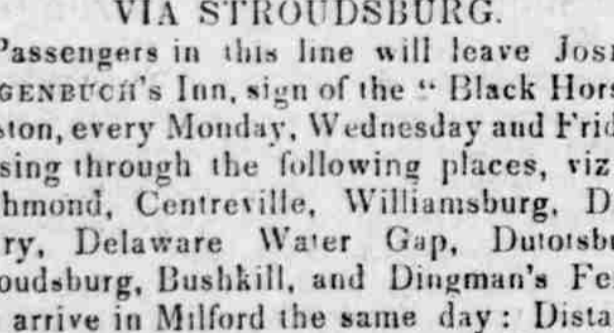 VIA STROUDSBURG.
Passengers in this line will leave Josi
GENBUCH's Inn, sign of the “ Black Hors
ston, every Monday, Wednesday and Frid
sing through the following places, viz
hmond, Centreville, Williamsburg, D
ry, Delaware Water Gap, Dutotsbu
oudsburg, Bushkill, and Dingman's Fe
arrive in Milford the same day: Dista